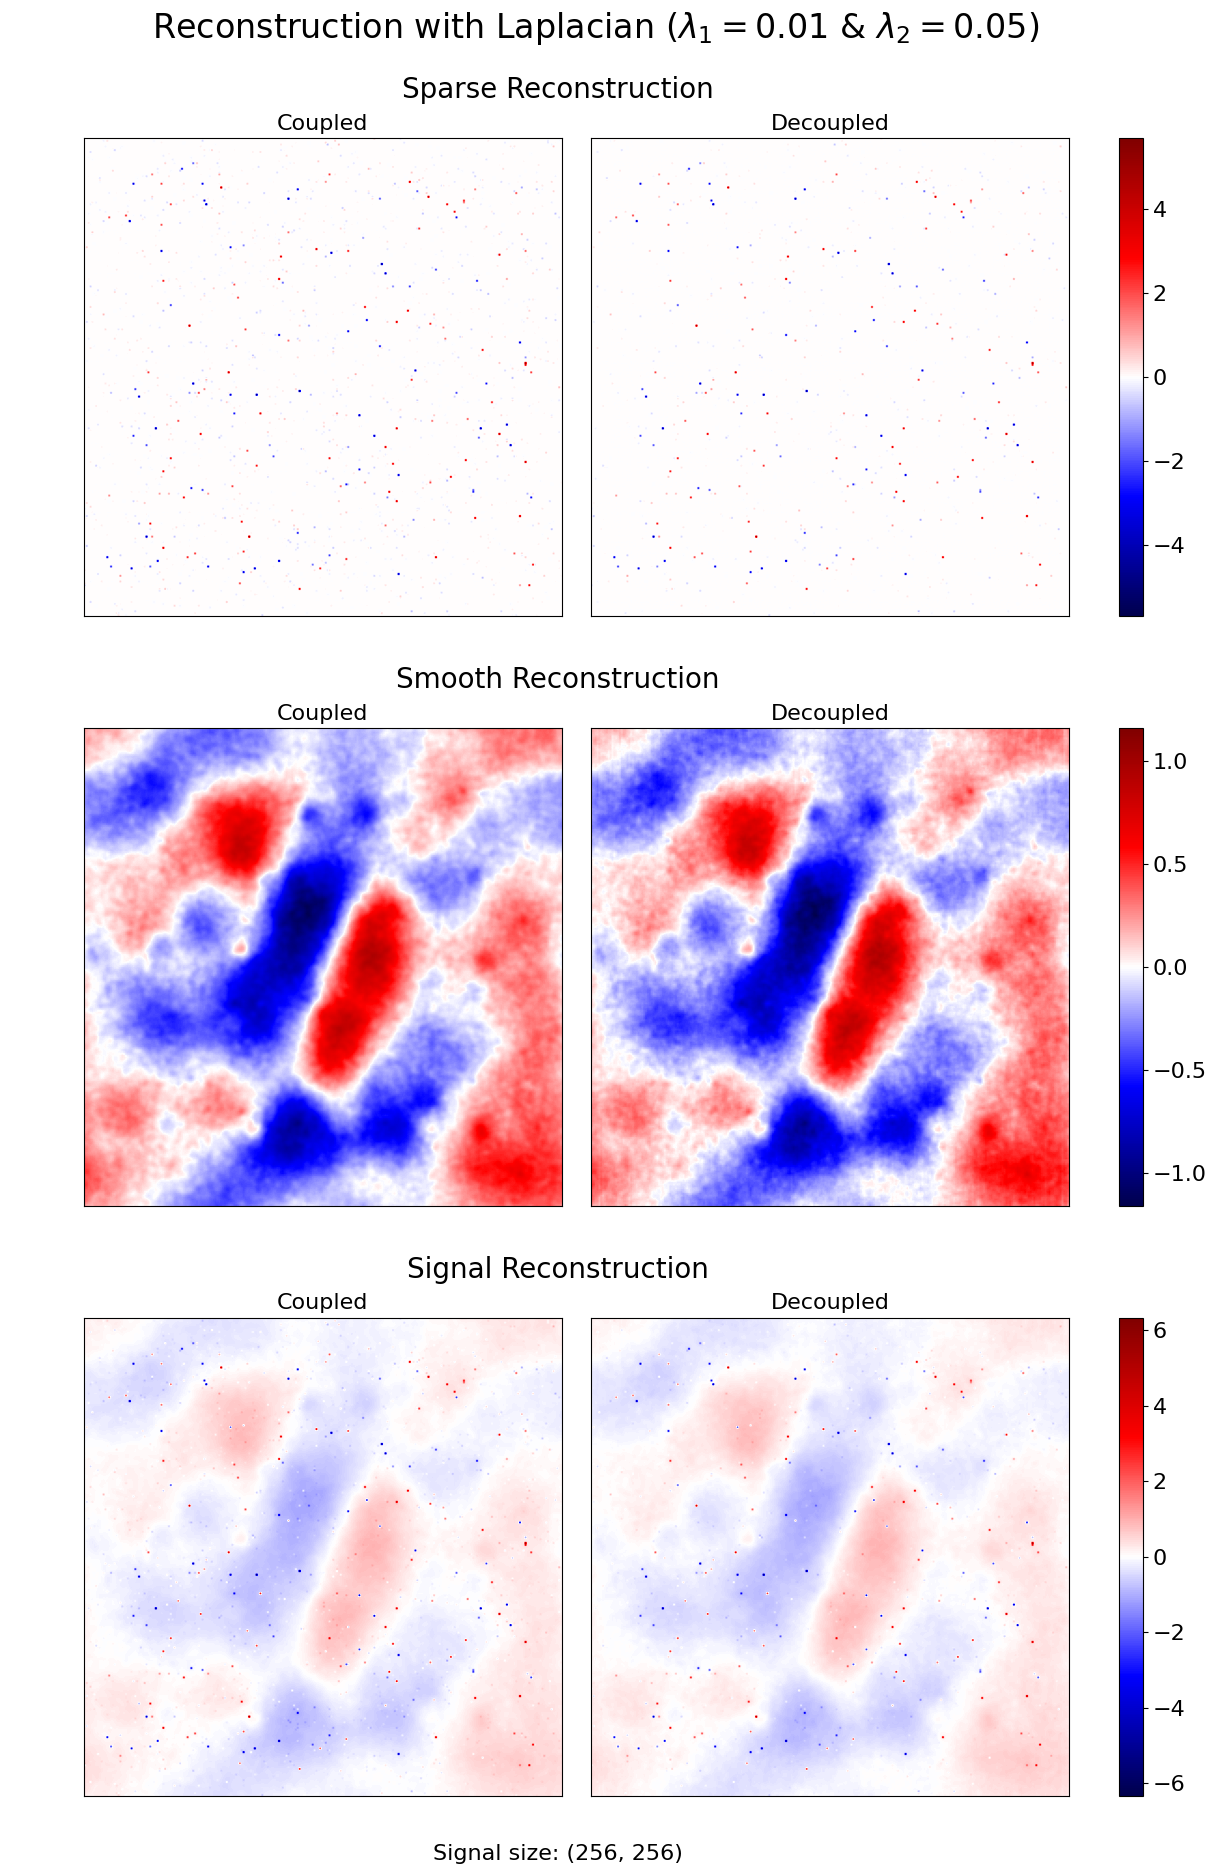 Reconstruction with Laplacian (λ₁ = 0.01 & λ₂ = 0.05)
Sparse Reconstruction
Coupled
Decoupled
4
2
0
−2
−4
Smooth Reconstruction
Coupled
Decoupled
1.0
0.5
0.0
−0.5
−1.0
Signal Reconstruction
Coupled
Decoupled
6
4
2
0
−2
−4
−6
Signal size: (256, 256)